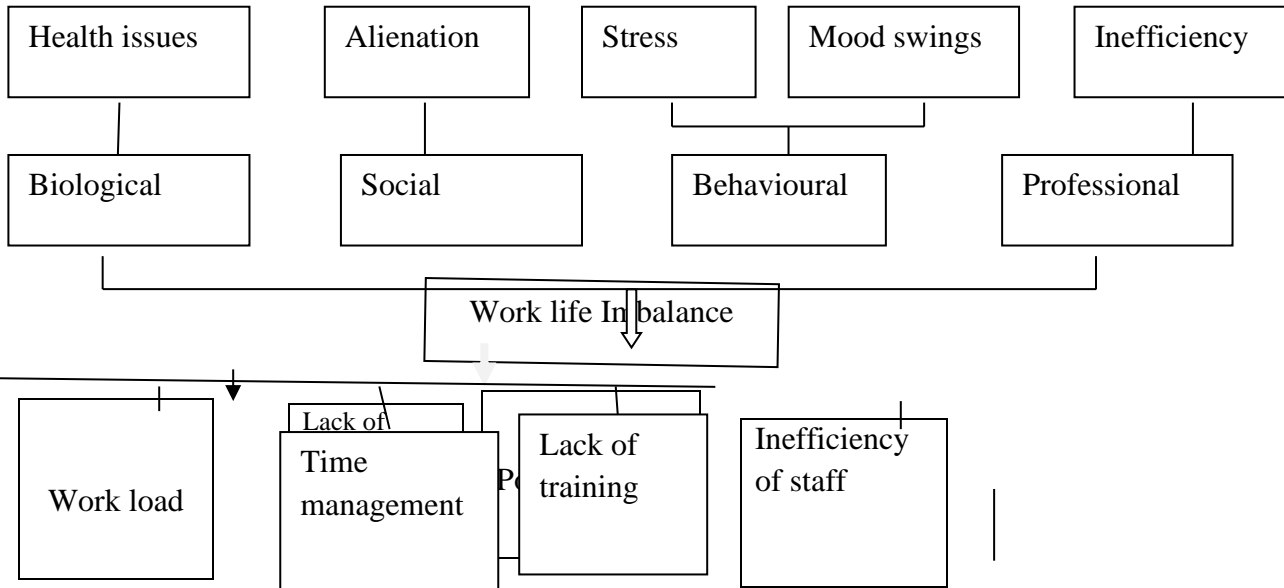 Health issues
Alienation
Stress
Mood swings
Inefficiency
Biological
Social
Behavioural
Professional
Work life Imbalance
Work load
Lack of
Time
management
Lack of
training
Inefficiency
of staff